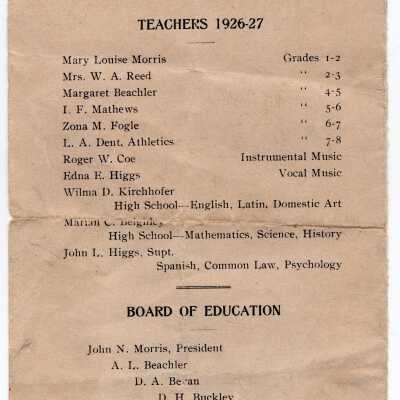 TEACHERS 1926-27
Mary Louise Morris Grades 1-2
Mrs. W. A. Reed " 2-3
Margaret Beachler " 4-5
I. F. Mathews " 5-6
Zona M. Fogle " 6-7
L. A. Dent, Athletics " 7-8
Roger W. Coe Instrumental Music
Edna E. Higgs Vocal Music
Wilma D. Kirchhofer
High School—English, Latin, Domestic Art
Marian C.
High School—Mathematics, Science, History
John L. Higgs, Supt.
Spanish, Common Law, Psychology
BOARD OF EDUCATION
John N. Morris, President
A. L. Beachler
D. A. Bevan
D. H. Buckley